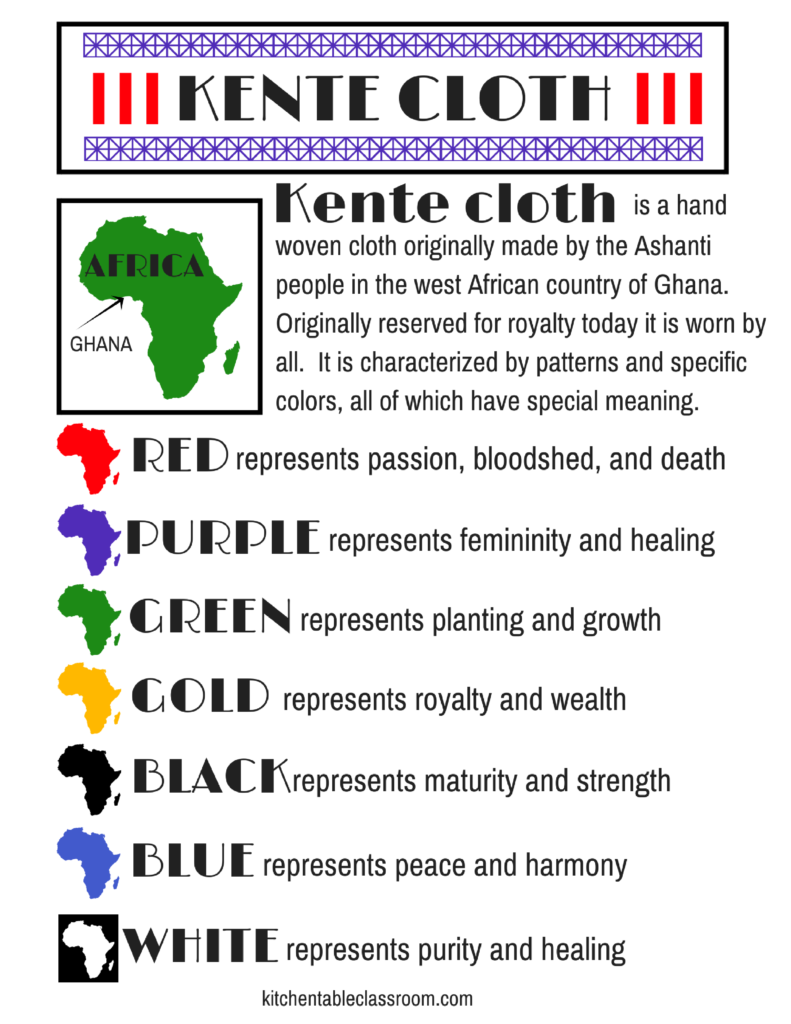 KENTE CLOTH
Kente cloth is a hand
woven cloth originally made by the Ashanti
people in the west African country of Ghana.
Originally reserved for royalty today it is worn by
all. It is characterized by patterns and specific
colors, all of which have special meaning.
AFRICA
GHANA
RED represents passion, bloodshed, and death
PURPLE represents femininity and healing
GREEN represents planting and growth
GOLD represents royalty and wealth
BLACK represents maturity and strength
BLUE represents peace and harmony
WHITE represents purity and healing
kitchentableclassroom.com